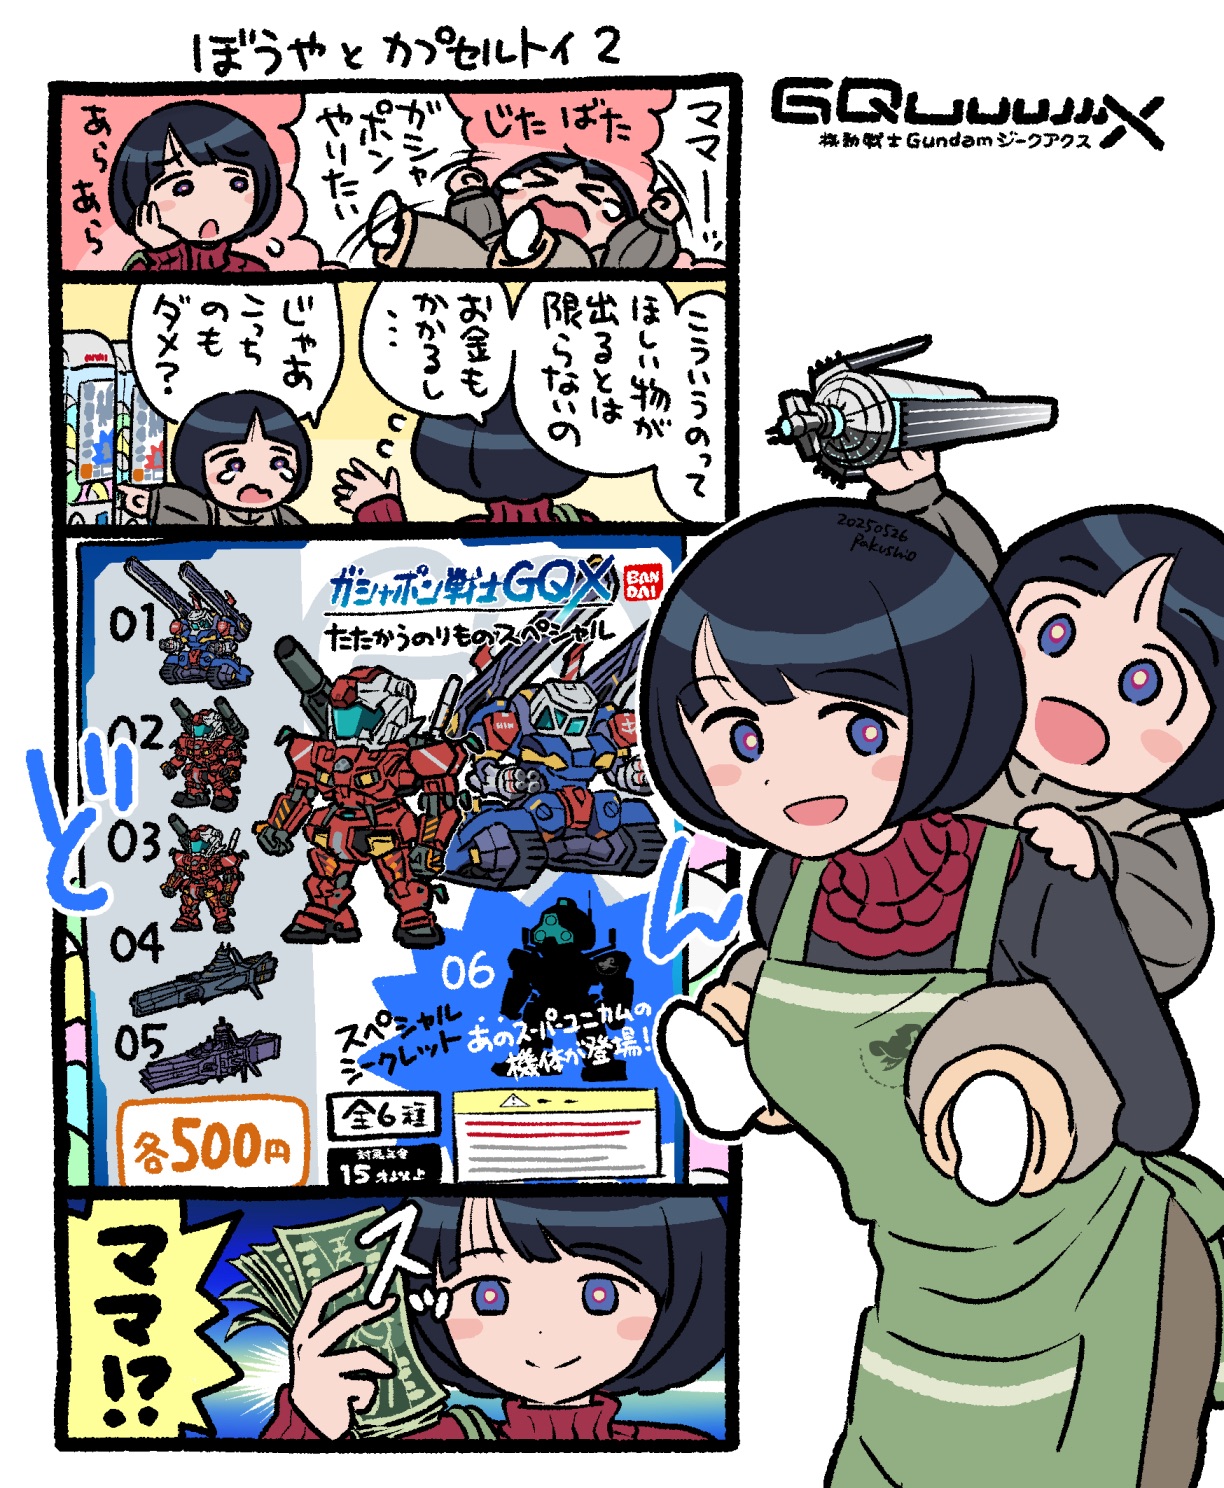 ぼうやとカプセルトイ2
GQuuuuuuX
機動戦士Gundamジークアクス
ママーッ!!
じたばた
ガシャ
ポン
やりたい
あらあら
こういうのって
ほしい物が
出るとは
限らないの
お金も
かかるし
…
じゃあ
こっち
のも
ダメ?
20250526
Rakushio
ガシャポン戦士GQX
BAN
DAI
たたかうのりものスペシャル
01
02
03
04
05
06
スペシャル
シークレット
あのスーパーユニカムの
機体が登場!
全6種
対象年令
15才以上
各500円
どん
スッ
ママ!?